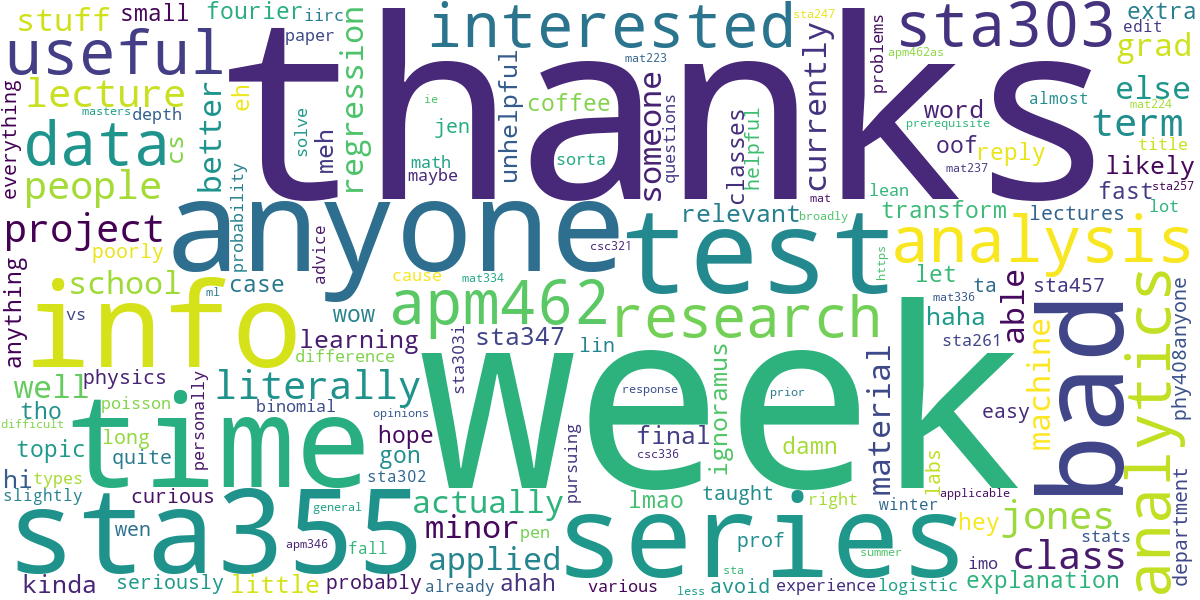 stuff
small
fourier
iirc
paper
useful
lecture
everything
masters
depth
data
people
cs
better
eh
solve
meh
regression
thanks
interested
unhelpful
coffee
ie
jen
math
maybe
sorta
mat223
someone
questions
classes
helpful
sta247
currently
problems
sta303
apm462as
extra
edit
grad
else
word
almost
mat224
prerequisite
term
oof
reply
title
mat237
likely
lean
mat
fast
sta257
lot
project
poorly
probability
anyone
advice
csc321
relevant
broadly
transform
lectures
test
https
analysis
anything
school
ml
case
cause
mat334
info
vs
wow
learning
difference
apm462
sta347
sta303i
lin
research
let
ta
sta457
mat336
haha
sta261
able
bad
analytics
phy408anyone
well
physics
personally
literally
tho
poisson
binomial
opinions
difficult
time
topic
long
quite
hope
gon
sta302
week
response
prior
final
csc336
ignoramus
damn
material
easy
machine
hi
types
slightly
curious
pursuing
labs
applicable
sta355
wen
general
actually
minor
pen
lmao
taught
right
winter
hey
jones
stats
department
apm346
fall
applied
series
prof
summer
imo
class
kinda
seriously
little
probably
already
ahah
various
sta
less
avoid
experience
logistic
explanation